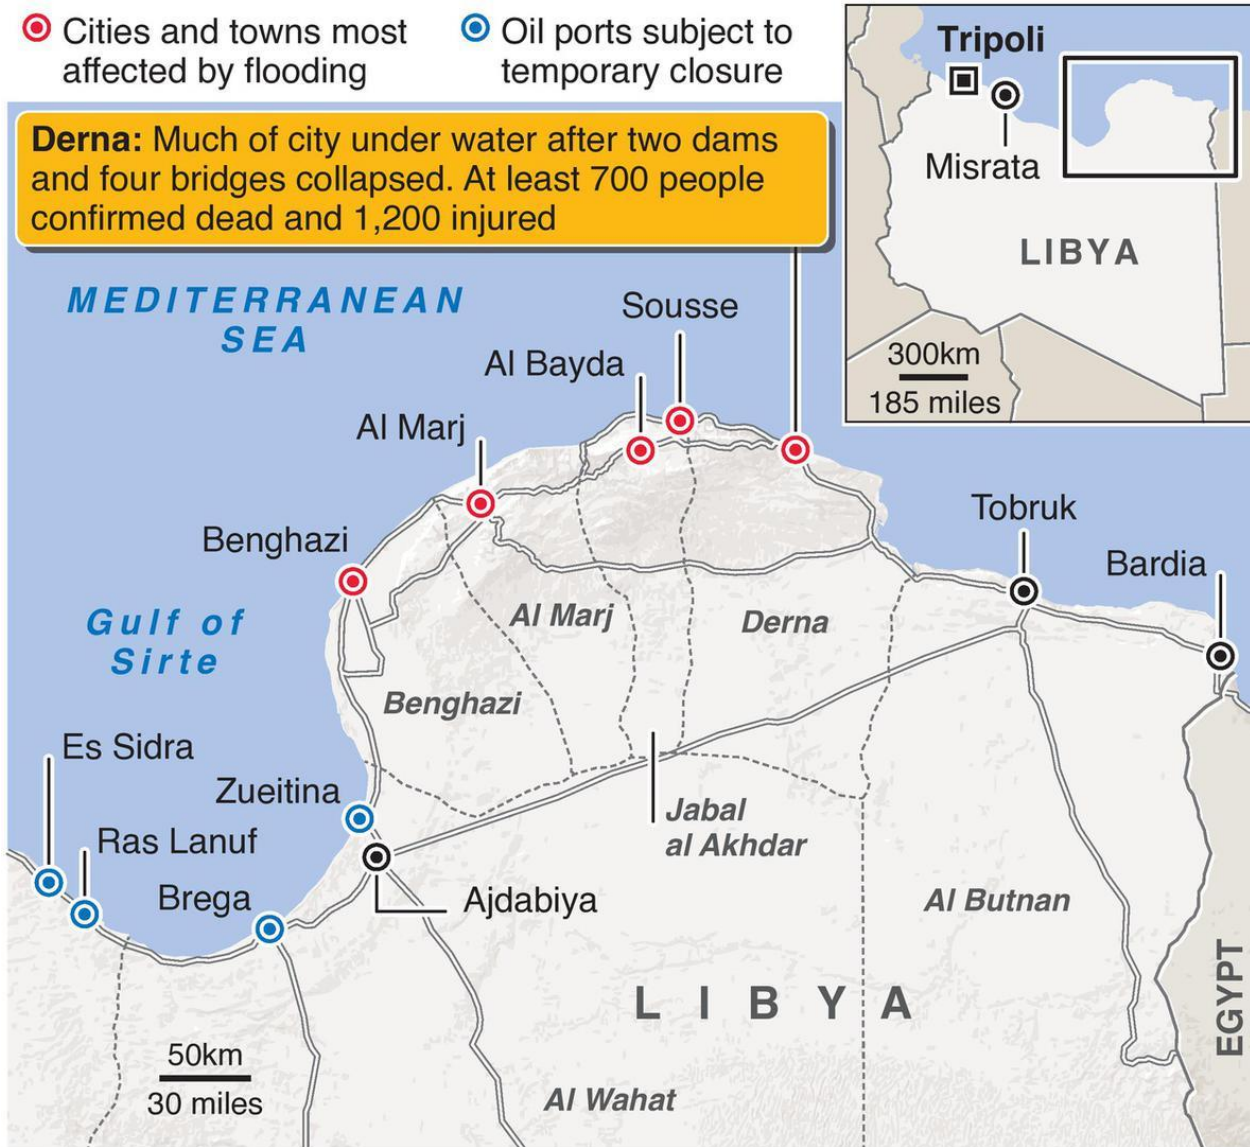 Cities and towns most
affected by flooding
Oil ports subject to
temporary closure
Derna: Much of city under water after two dams
and four bridges collapsed. At least 700 people
confirmed dead and 1,200 injured
Tripoli
Misrata
LIBYA
300km
185 miles
MEDITERRANEAN
SEA
Sousse
Al Bayda
Al Marj
Benghazi
Tobruk
Bardia
Gulf of
Sirte
Al Marj
Derna
Benghazi
Es Sidra
Zueitina
Ras Lanuf
Brega
Jabal
al Akhdar
Ajdabiya
Al Butnan
LIBYA
EGYPT
50km
30 miles
Al Wahat